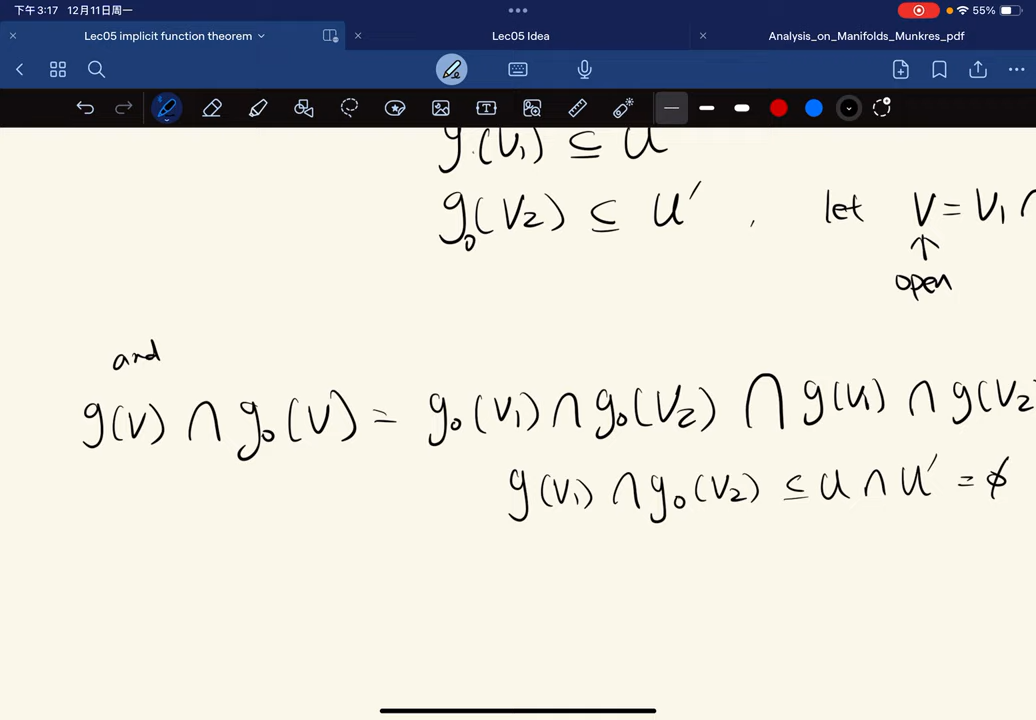 下午3:17 12月11日周一
55%
Lec05 implicit function theorem
Lec05 Idea
Analysis_on_Manifolds_Munkres_pdf
g(V₁) ⊆ U
g₀(V₂) ⊆ U′ , let V = V₁ ∩
↑
open
and
g(V) ∩ g₀(V) = g₀(V₁) ∩ g₀(V₂) ∩ g(V₁) ∩ g(V₂
g(V₁) ∩ g₀(V₂) ⊆ U ∩ U′ = ϕ